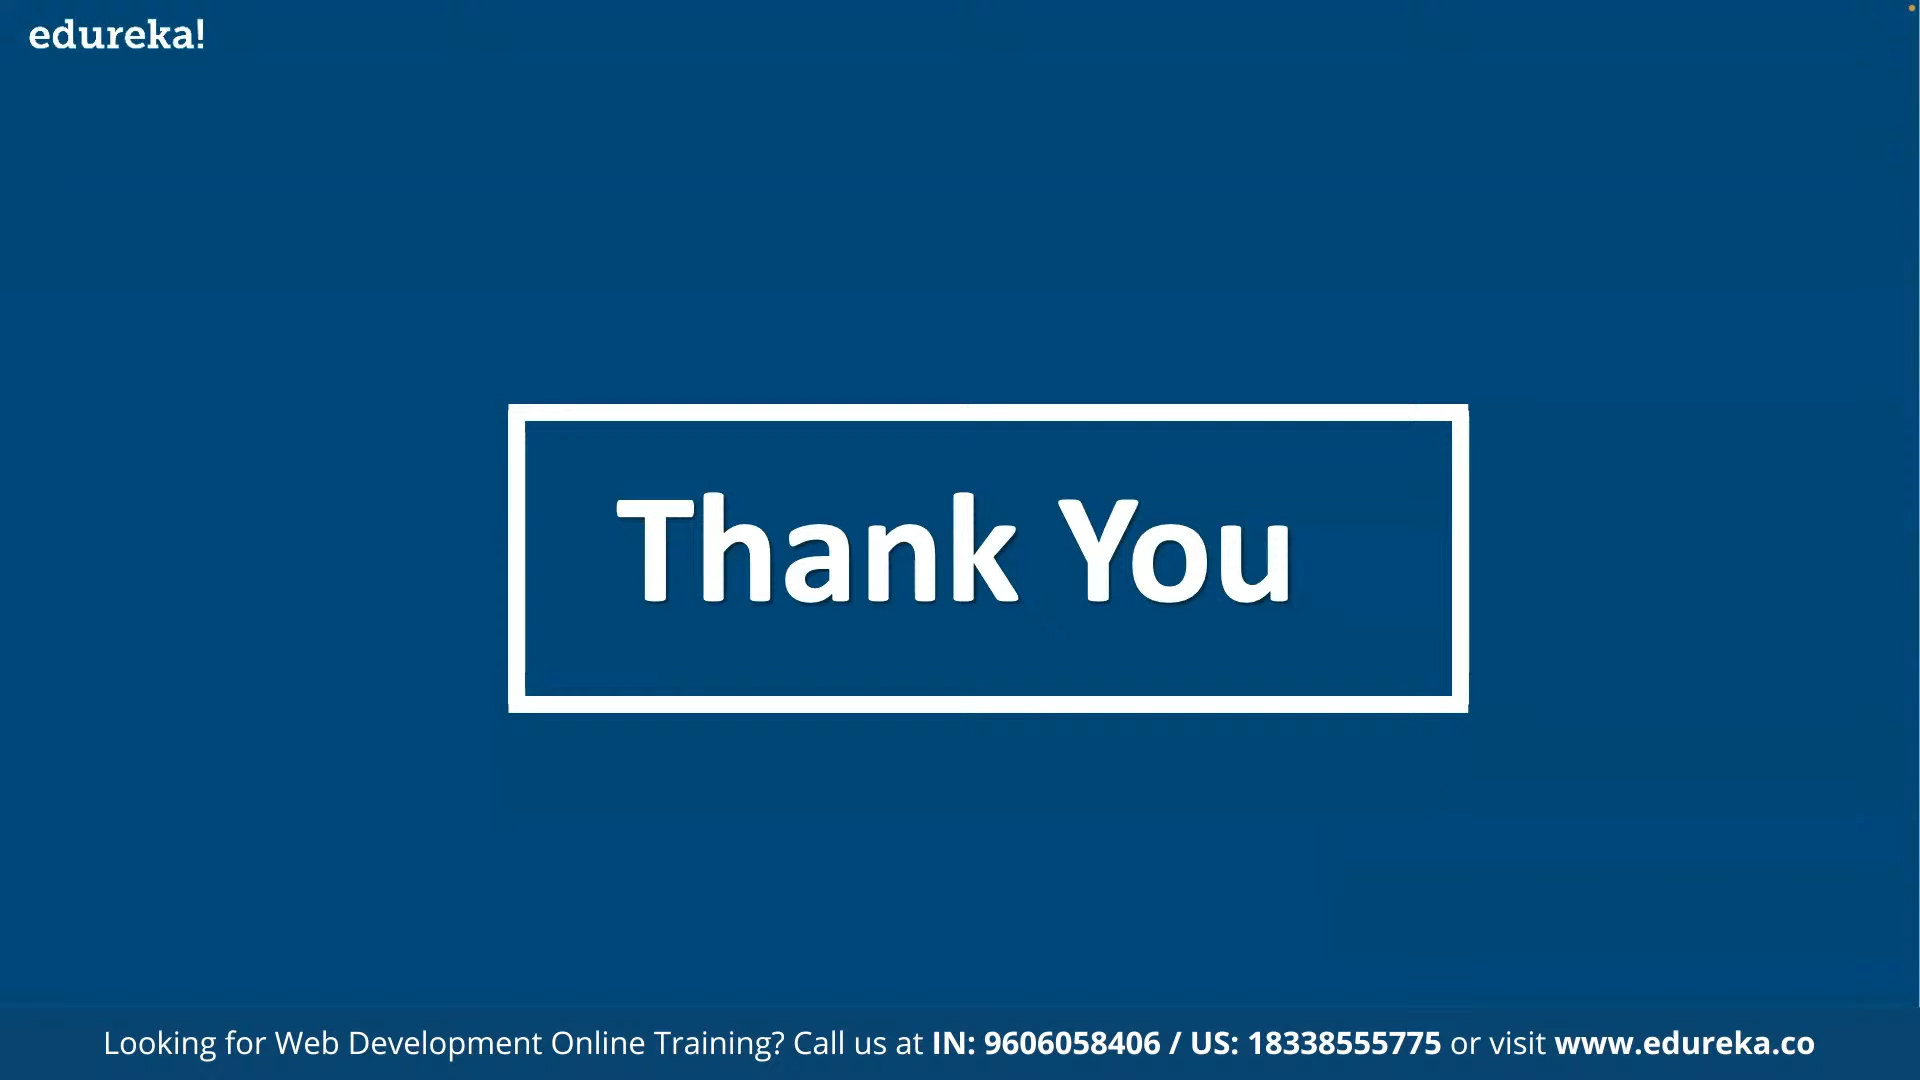 edureka!
Thank You
Looking for Web Development Online Training? Call us at IN: 9606058406 / US: 18338555775 or visit www.edureka.co